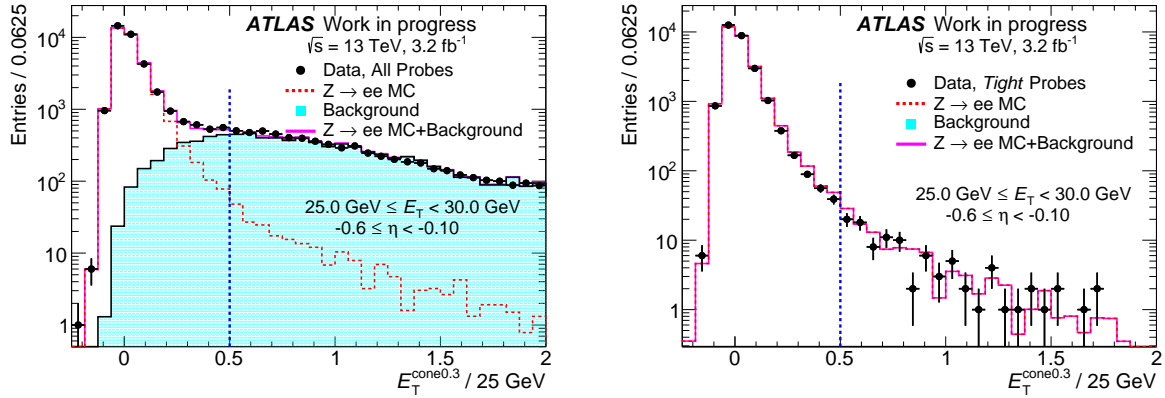 ATLAS Work in progress
√s = 13 TeV, 3.2 fb⁻¹
Data, All Probes
Z → ee MC
Background
Z → ee MC+Background
25.0 GeV ≤ E_T < 30.0 GeV
-0.6 ≤ η < -0.10
Entries / 0.0625
10⁴
10³
10²
10
1
0 0.5 1 1.5 2
E_T^cone0.3 / 25 GeV
ATLAS Work in progress
√s = 13 TeV, 3.2 fb⁻¹
Data, Tight Probes
Z → ee MC
Background
Z → ee MC+Background
25.0 GeV ≤ E_T < 30.0 GeV
-0.6 ≤ η < -0.10
Entries / 0.0625
10⁴
10³
10²
10
1
0 0.5 1 1.5 2
E_T^cone0.3 / 25 GeV